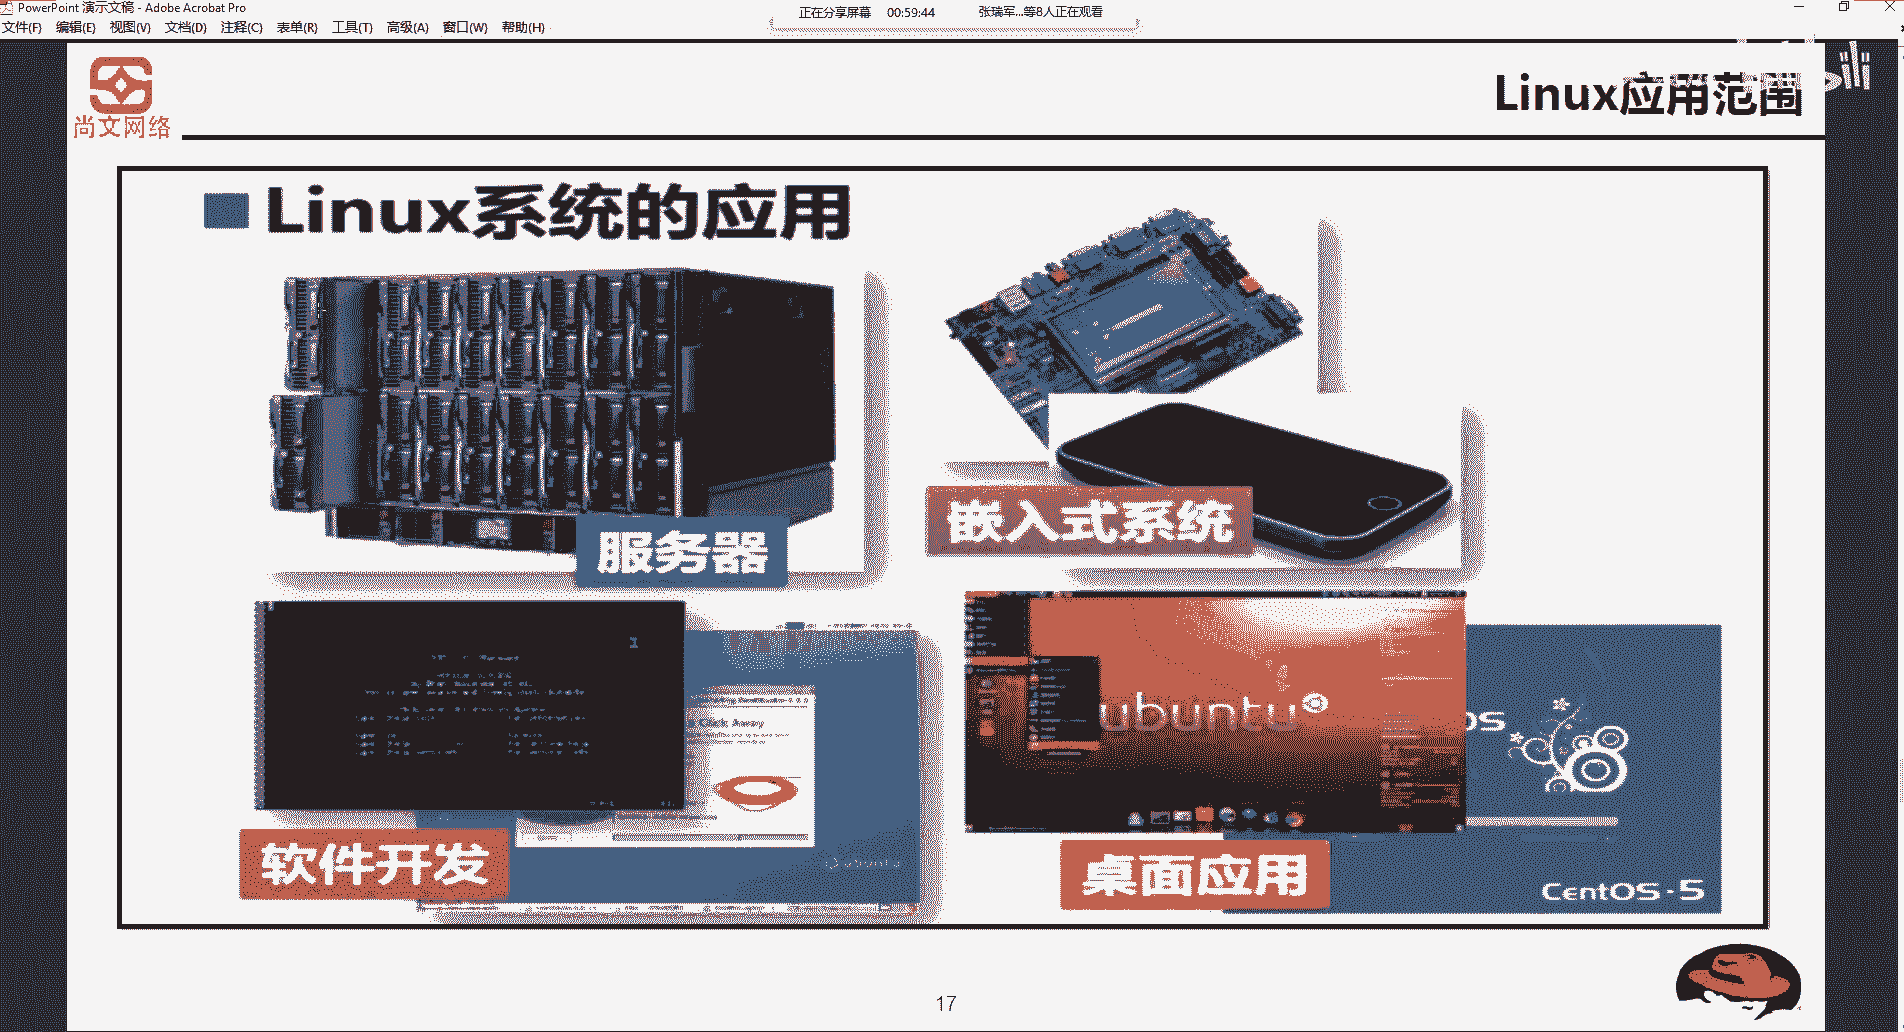 PowerPoint 演示文稿 - Adobe Acrobat Pro
正在分享屏幕 00:59:44 张瑞军...等8人正在观看
文件(F) 编辑(E) 视图(V) 文档(D) 注释(C) 表单(R) 工具(T) 高级(A) 窗口(W) 帮助(H)
尚文网络
Linux应用范围
Linux系统的应用
服务器
嵌入式系统
Click Away
ubuntu
软件开发
ubuntu
OS
桌面应用
CentOS-5
17